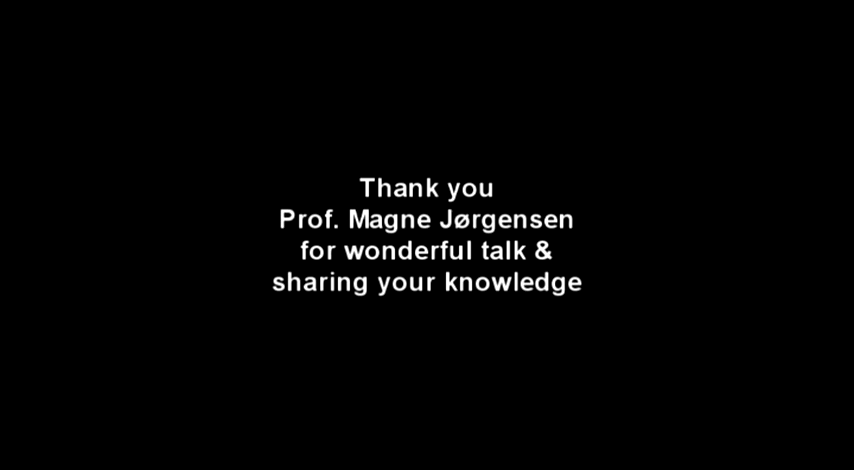 Thank you
Prof. Magne Jørgensen
for wonderful talk &
sharing your knowledge